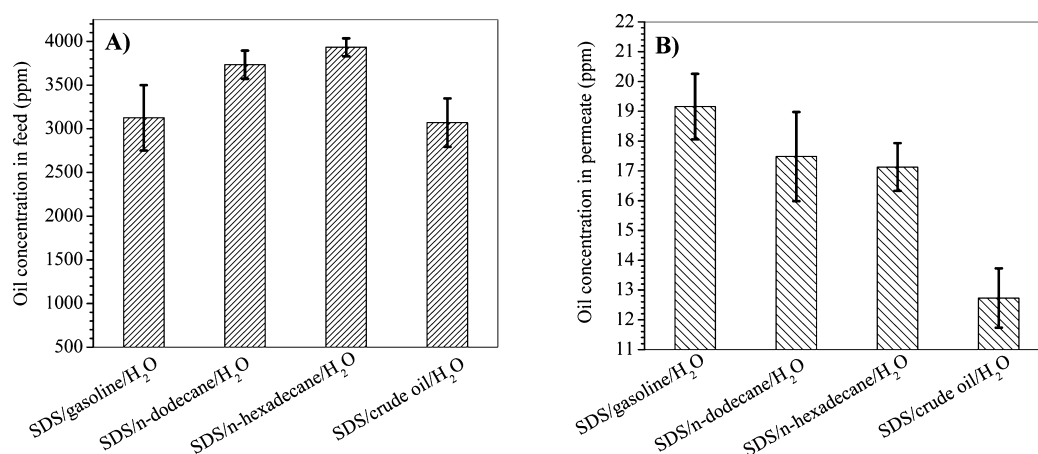 A)
Oil concentration in feed (ppm)
4000
3500
3000
2500
2000
1500
1000
500
SDS/gasoline/H₂O
SDS/n-dodecane/H₂O
SDS/n-hexadecane/H₂O
SDS/crude oil/H₂O
B)
Oil concentration in permeate (ppm)
22
21
20
19
18
17
16
15
14
13
12
11
SDS/gasoline/H₂O
SDS/n-dodecane/H₂O
SDS/n-hexadecane/H₂O
SDS/crude oil/H₂O